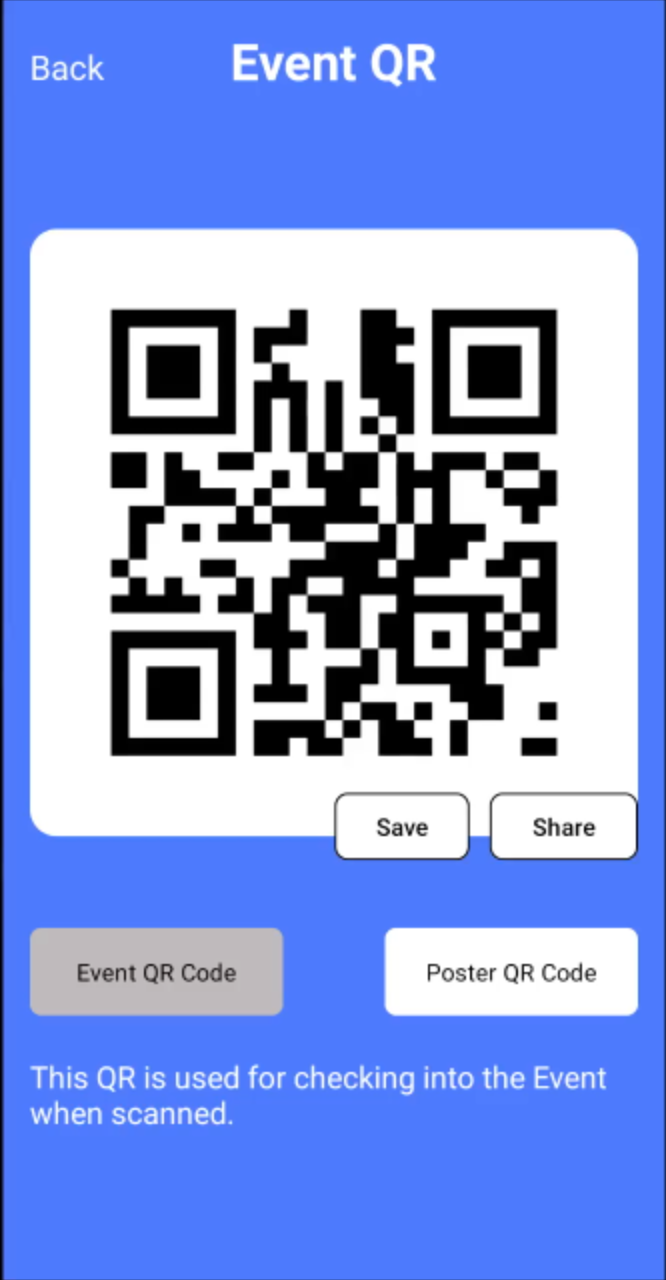 Back
Event QR
Save
Share
Event QR Code
Poster QR Code
This QR is used for checking into the Event
when scanned.